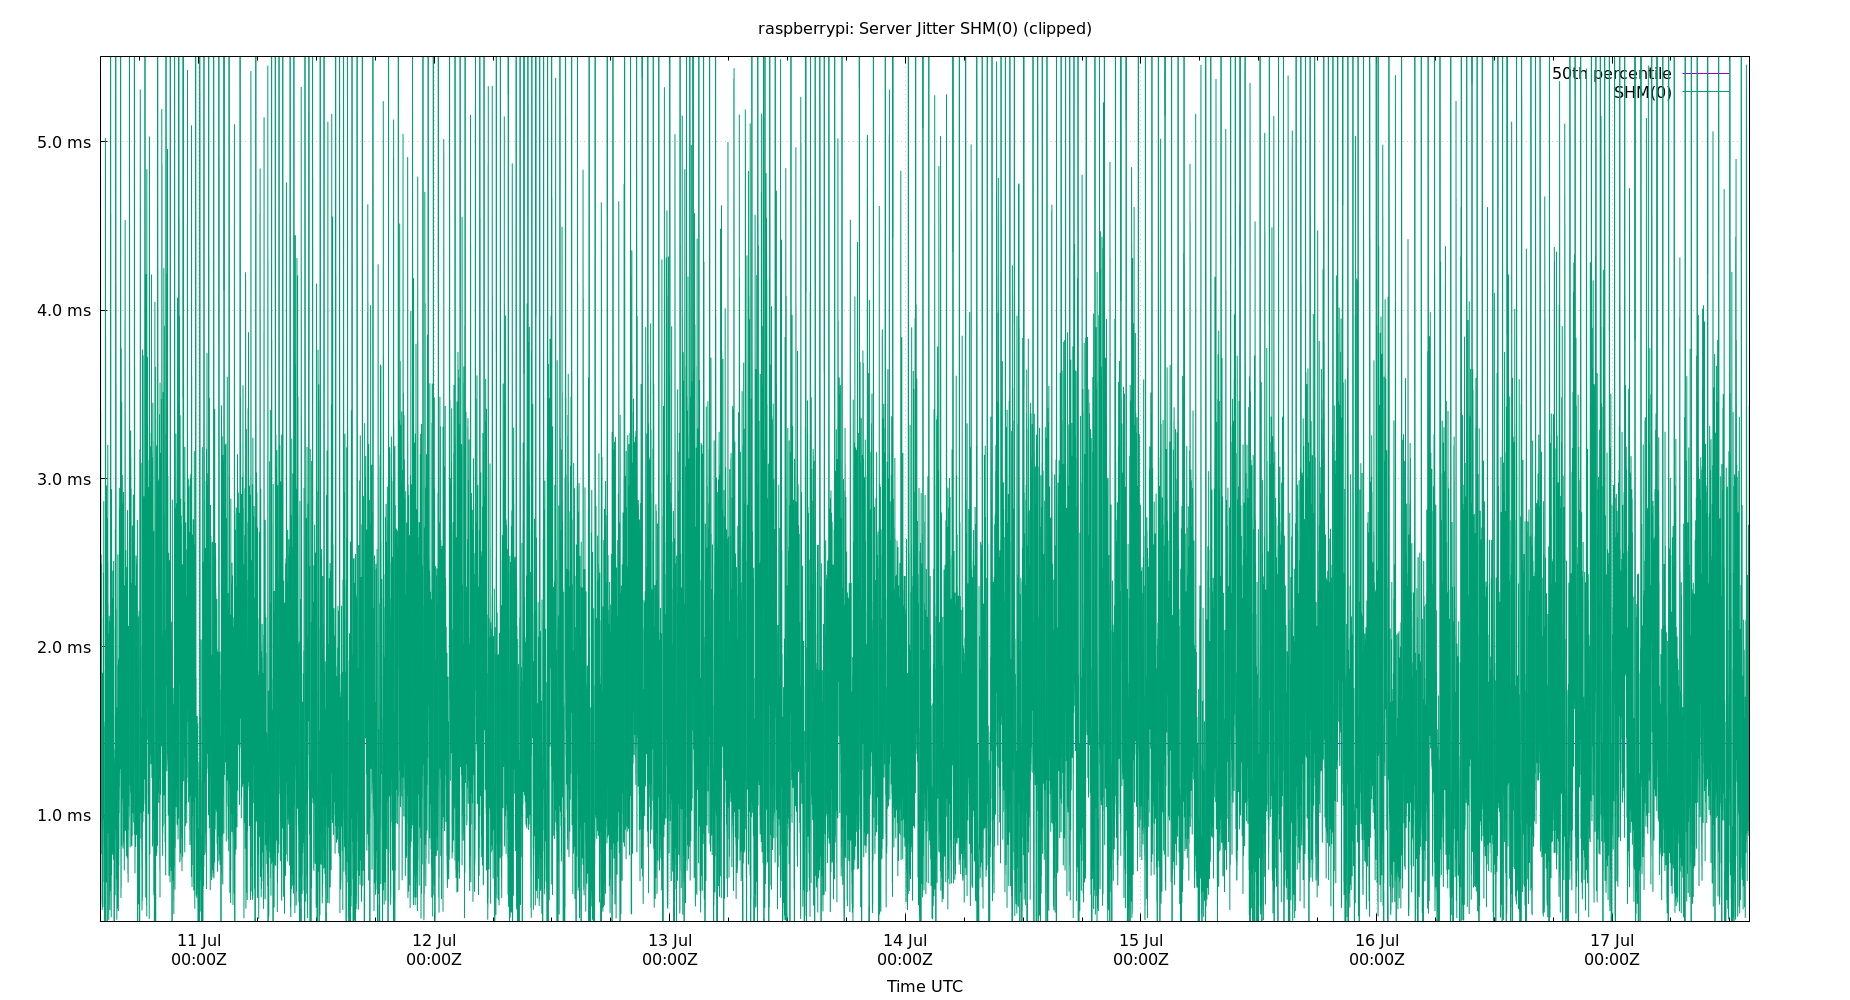 raspberrypi: Server Jitter SHM(0) (clipped)
50th percentile
SHM(0)
5.0 ms
4.0 ms
3.0 ms
2.0 ms
1.0 ms
11 Jul 12 Jul 13 Jul 14 Jul 15 Jul 16 Jul 17 Jul
00:00Z 00:00Z 00:00Z 00:00Z 00:00Z 00:00Z 00:00Z
Time UTC